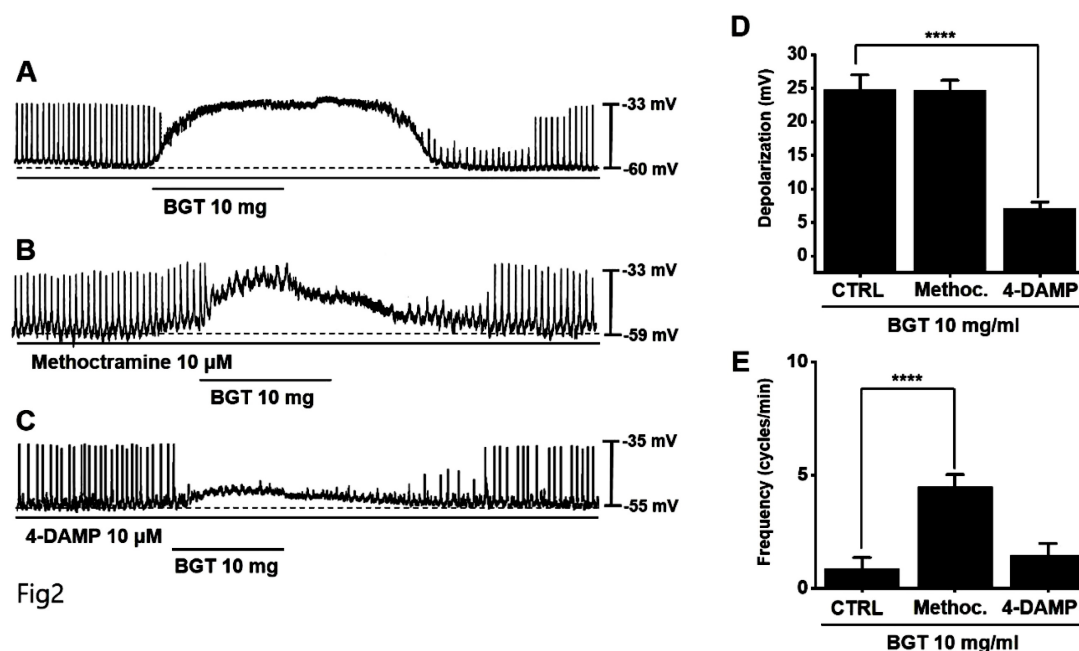 A
-33 mV
-60 mV
BGT 10 mg
B
-33 mV
-59 mV
Methoctramine 10 µM
BGT 10 mg
C
-35 mV
-55 mV
4-DAMP 10 µM
BGT 10 mg
Fig2
D
****
Depolarization (mV)
30
25
20
15
10
5
0
CTRL Methoc. 4-DAMP
BGT 10 mg/ml
E
****
Frequency (cycles/min)
10
5
0
CTRL Methoc. 4-DAMP
BGT 10 mg/ml